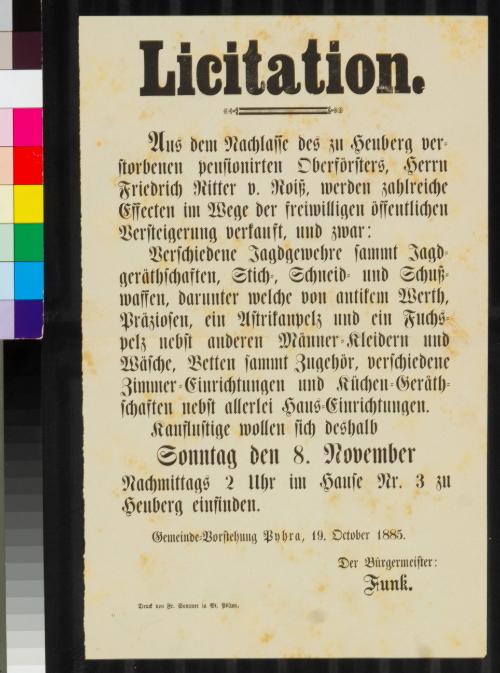 Licitation.
Aus dem Nachlasse des zu Heuberg ver-
storbenen pensionirten Oberförsters, Herrn
Friedrich Ritter v. Roiß, werden zahlreiche
Effecten im Wege der freiwilligen öffentlichen
Versteigerung verkauft, und zwar:
Verschiedene Jagdgewehre sammt Jagd-
geräthschaften, Stich-, Schneid- und Schuß-
waffen, darunter welche von antikem Werth,
Präziosen, ein Astrikanpelz und ein Fuchs-
pelz nebst anderen Männer-Kleidern und
Wäsche, Betten sammt Zugehör, verschiedene
Zimmer-Einrichtungen und Küchen-Geräth-
schaften nebst allerlei Haus-Einrichtungen.
Kauflustige wollen sich deshalb
Sonntag den 8. November
Nachmittags 2 Uhr im Hause Nr. 3 zu
Heuberg einfinden.
Gemeinde-Vorstehung Pyhra, 19. October 1885.
Der Bürgermeister:
Funk.
Druck von Fr. Sommer in St. Pölten.